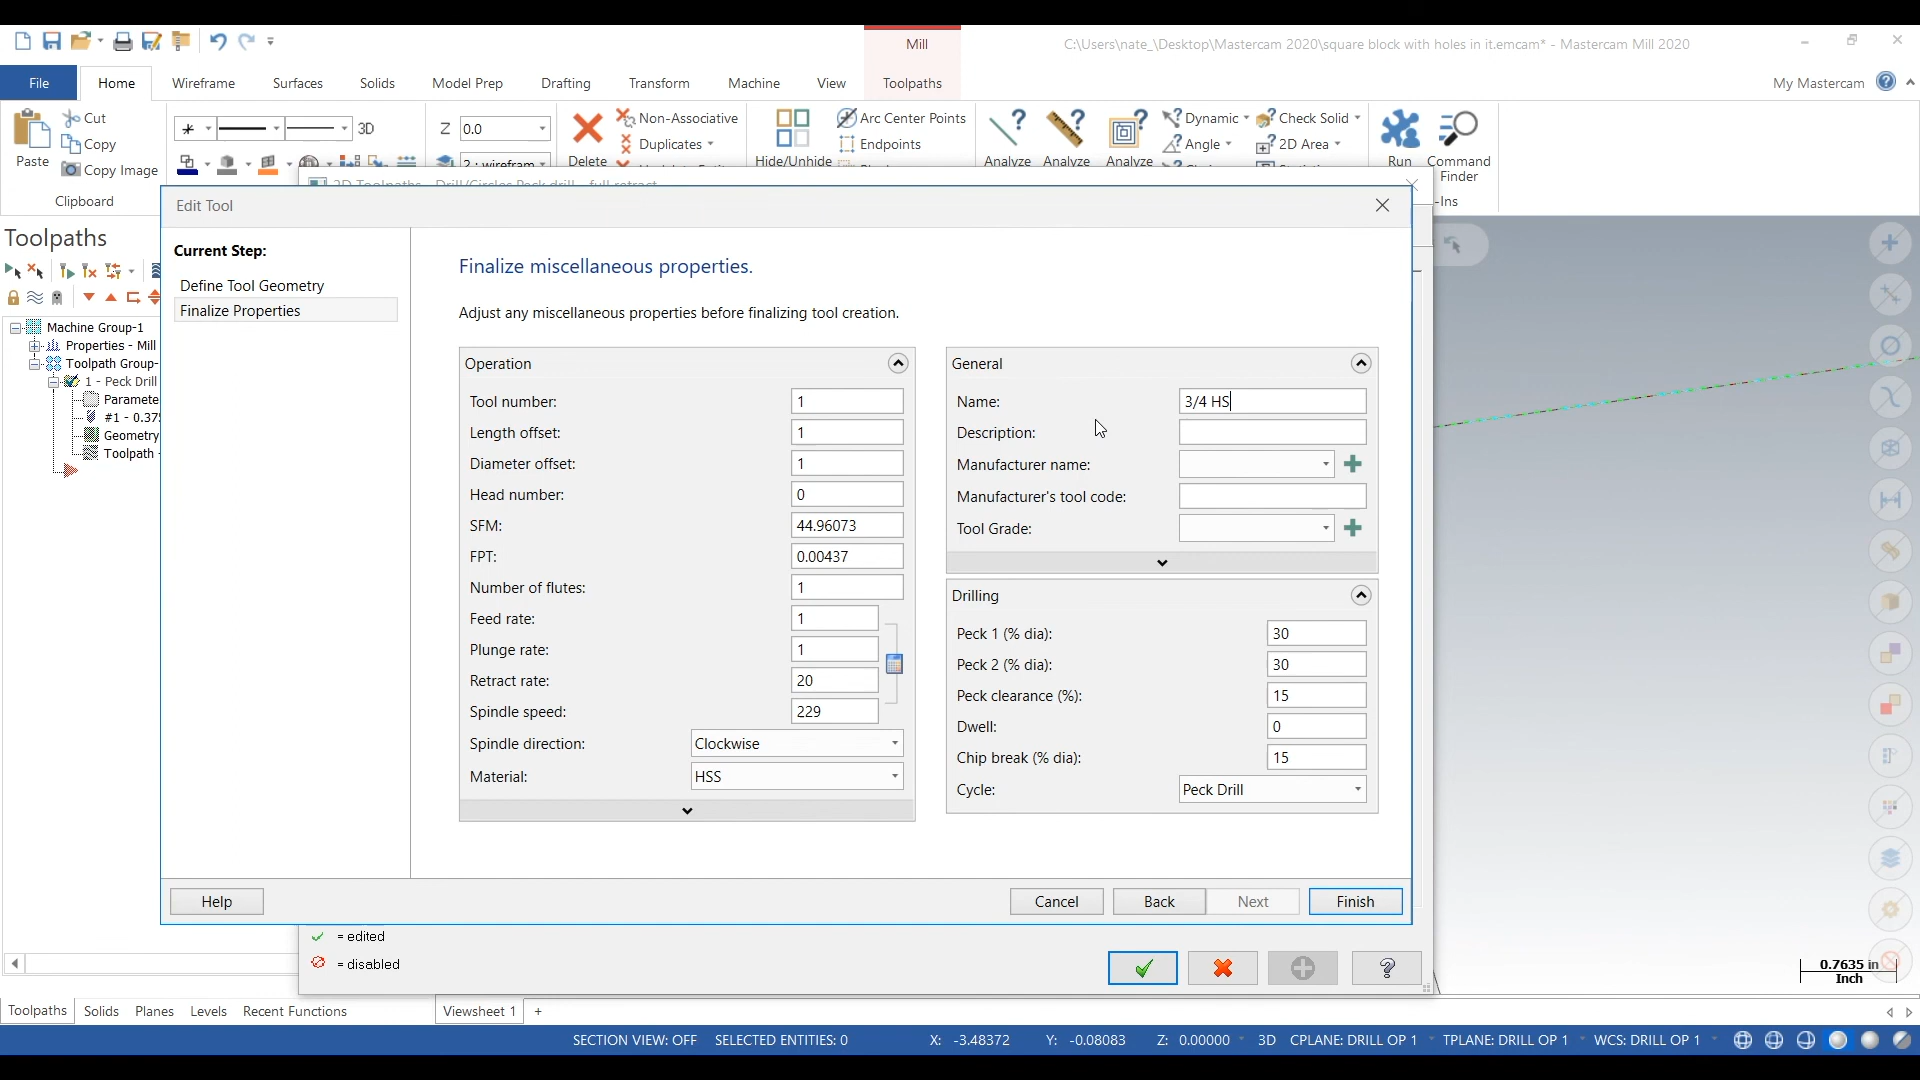 Mill
C:\Users\nate_\Desktop\Mastercam 2020\square block with holes in it.emcam* - Mastercam Mill 2020
File Home Wireframe Surfaces Solids Model Prep Drafting Transform Machine View Toolpaths My Mastercam
Paste Cut Copy Copy Image
Clipboard
3D Z 0.0
Delete Non-Associative Duplicates
Hide/Unhide Arc Center Points Endpoints
Analyze Analyze Analyze Dynamic Angle Check Solid 2D Area
Run Command Finder
-Ins
2D Toolpaths - Drill/Circles Peck drill - full retract
Toolpaths
Machine Group-1
Properties - Mill
Toolpath Group-
1 - Peck Drill
Paramete
#1 - 0.375
Geometry
Toolpath -
Edit Tool
Current Step:
Define Tool Geometry
Finalize Properties
Finalize miscellaneous properties.
Adjust any miscellaneous properties before finalizing tool creation.
Operation
Tool number: 1
Length offset: 1
Diameter offset: 1
Head number: 0
SFM: 44.96073
FPT: 0.00437
Number of flutes: 1
Feed rate: 1
Plunge rate: 1
Retract rate: 20
Spindle speed: 229
Spindle direction: Clockwise
Material: HSS
General
Name: 3/4 HS
Description:
Manufacturer name:
Manufacturer's tool code:
Tool Grade:
Drilling
Peck 1 (% dia): 30
Peck 2 (% dia): 30
Peck clearance (%): 15
Dwell: 0
Chip break (% dia): 15
Cycle: Peck Drill
Help Cancel Back Next Finish
= edited
= disabled
0.7635 in
Inch
Toolpaths Solids Planes Levels Recent Functions Viewsheet 1 +
SECTION VIEW: OFF SELECTED ENTITIES: 0 X: -3.48372 Y: -0.08083 Z: 0.00000 3D CPLANE: DRILL OP 1 TPLANE: DRILL OP 1 WCS: DRILL OP 1